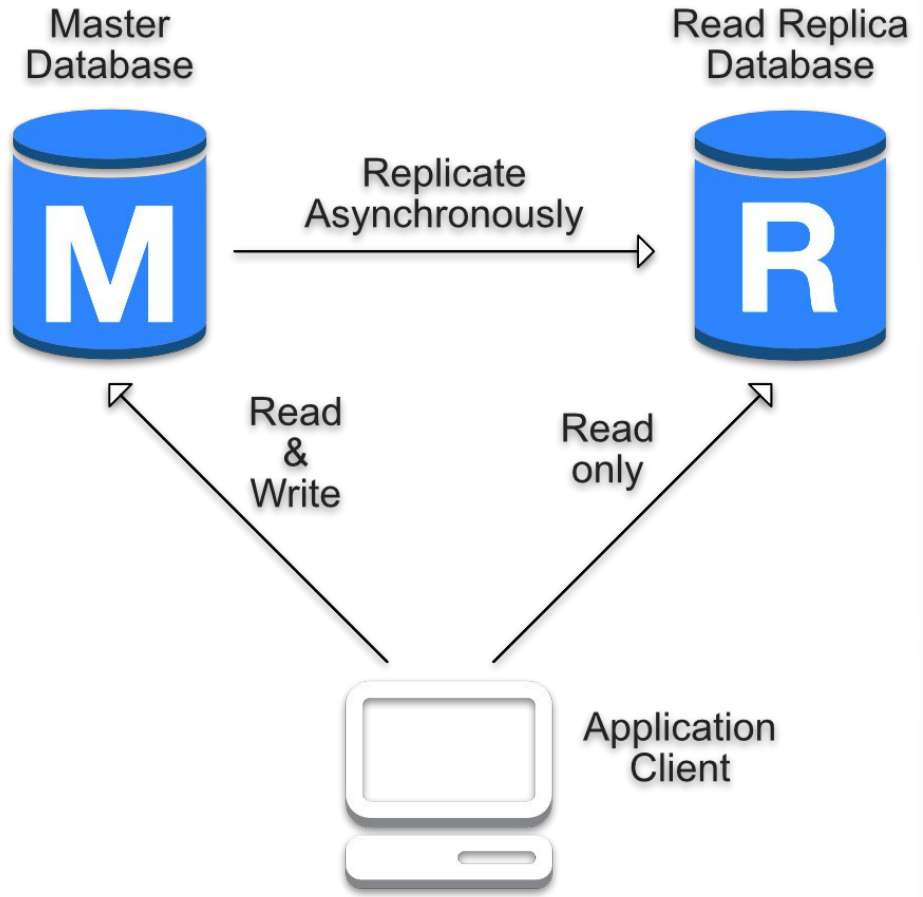 Master
Database
Read Replica
Database
Replicate
Asynchronously
M
R
Read
&
Write
Read
only
Application
Client